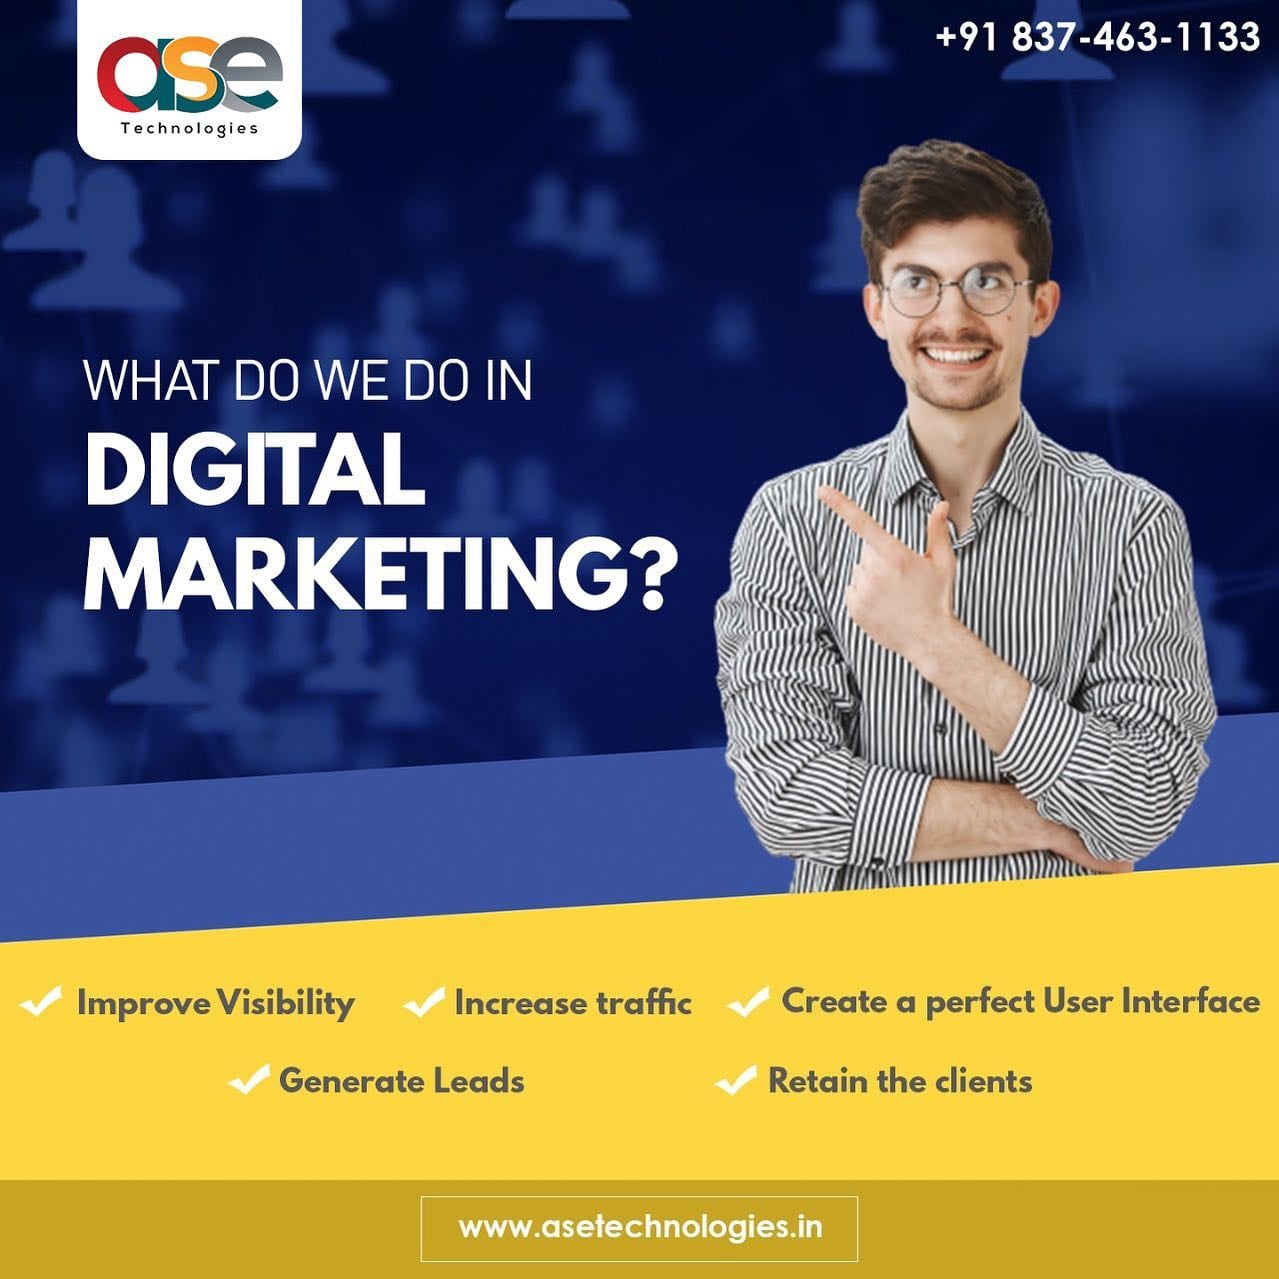 ase
Technologies
+91 837-463-1133
WHAT DO WE DO IN
DIGITAL
MARKETING?
Improve Visibility
Increase traffic
Create a perfect User Interface
Generate Leads
Retain the clients
www.asetechnologies.in